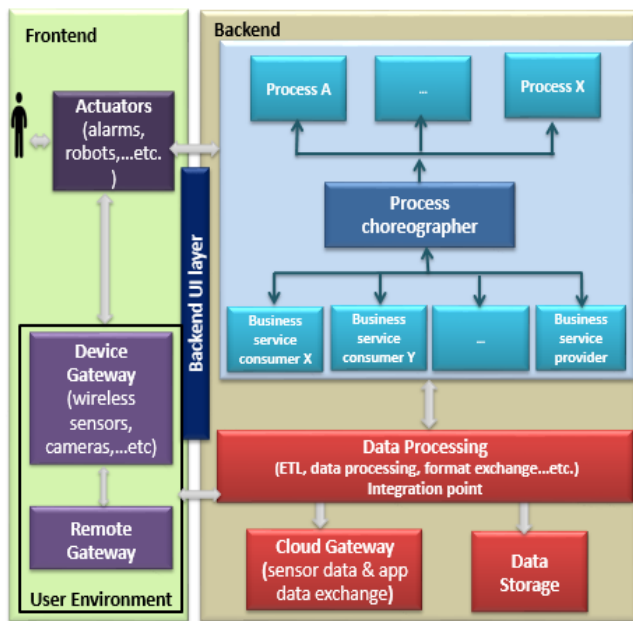 Frontend
Actuators
(alarms,
robots,...etc.
)
Device
Gateway
(wireless
sensors,
cameras,...etc)
Remote
Gateway
User Environment
Backend UI layer
Backend
Process A
...
Process X
Process
choreographer
Business
service
consumer X
Business
service
consumer Y
...
Business
service
provider
Data Processing
(ETL, data processing, format exchange...etc.)
Integration point
Cloud Gateway
(sensor data & app
data exchange)
Data
Storage